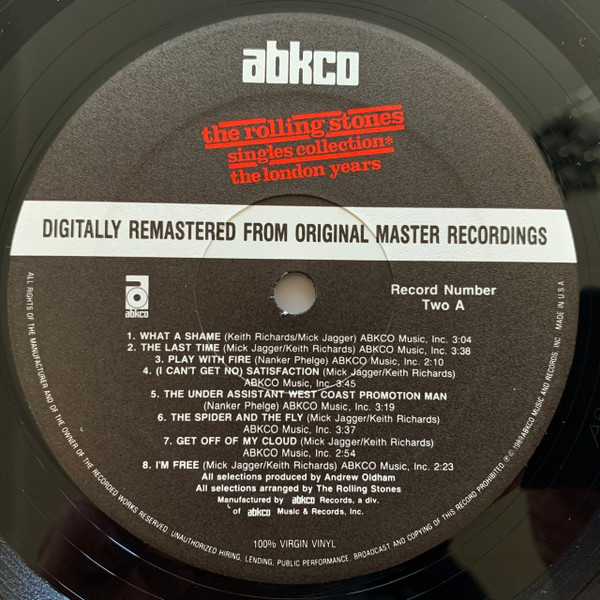 abkco
the rolling stones
singles collection*
the london years
DIGITALLY REMASTERED FROM ORIGINAL MASTER RECORDINGS
abkco
Record Number
Two A
1. WHAT A SHAME (Keith Richards/Mick Jagger) ABKCO Music, Inc. 3:04
2. THE LAST TIME (Mick Jagger/Keith Richards) ABKCO Music, Inc. 3:38
3. PLAY WITH FIRE (Nanker Phelge) ABKCO Music, Inc. 2:10
4. (I CAN'T GET NO) SATISFACTION (Mick Jagger/Keith Richards)
ABKCO Music, Inc. 3:45
5. THE UNDER ASSISTANT WEST COAST PROMOTION MAN
(Nanker Phelge) ABKCO Music, Inc. 3:19
6. THE SPIDER AND THE FLY (Mick Jagger/Keith Richards)
ABKCO Music, Inc. 3:37
7. GET OFF OF MY CLOUD (Mick Jagger/Keith Richards)
ABKCO Music, Inc. 2:54
8. I'M FREE (Mick Jagger/Keith Richards) ABKCO Music, Inc. 2:23
All selections produced by Andrew Oldham
All selections arranged by The Rolling Stones
Manufactured by abkco Records, a div.
of abkco Music & Records, Inc.
100% VIRGIN VINYL
ALL RIGHTS OF THE MANUFACTURER AND OF THE OWNER OF THE RECORDED WORKS RESERVED. UNAUTHORIZED HIRING, LENDING, PUBLIC PERFORMANCE, BROADCAST AND COPYING OF THIS RECORD PROHIBITED ℗ © 1989 ABKCO MUSIC AND RECORDS, INC. MADE IN U S A